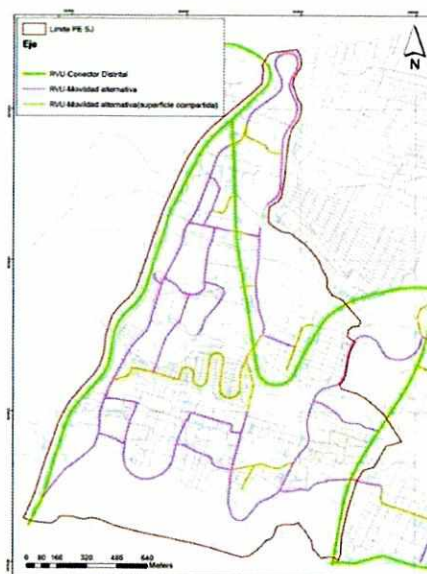 Límite PE SJ
Eje
RVU-Conector Distrital
RVU-Movilidad alternativa
RVU-Movilidad alternativa(superficie compartida)
N
0 80 160 320 480 640
Meters